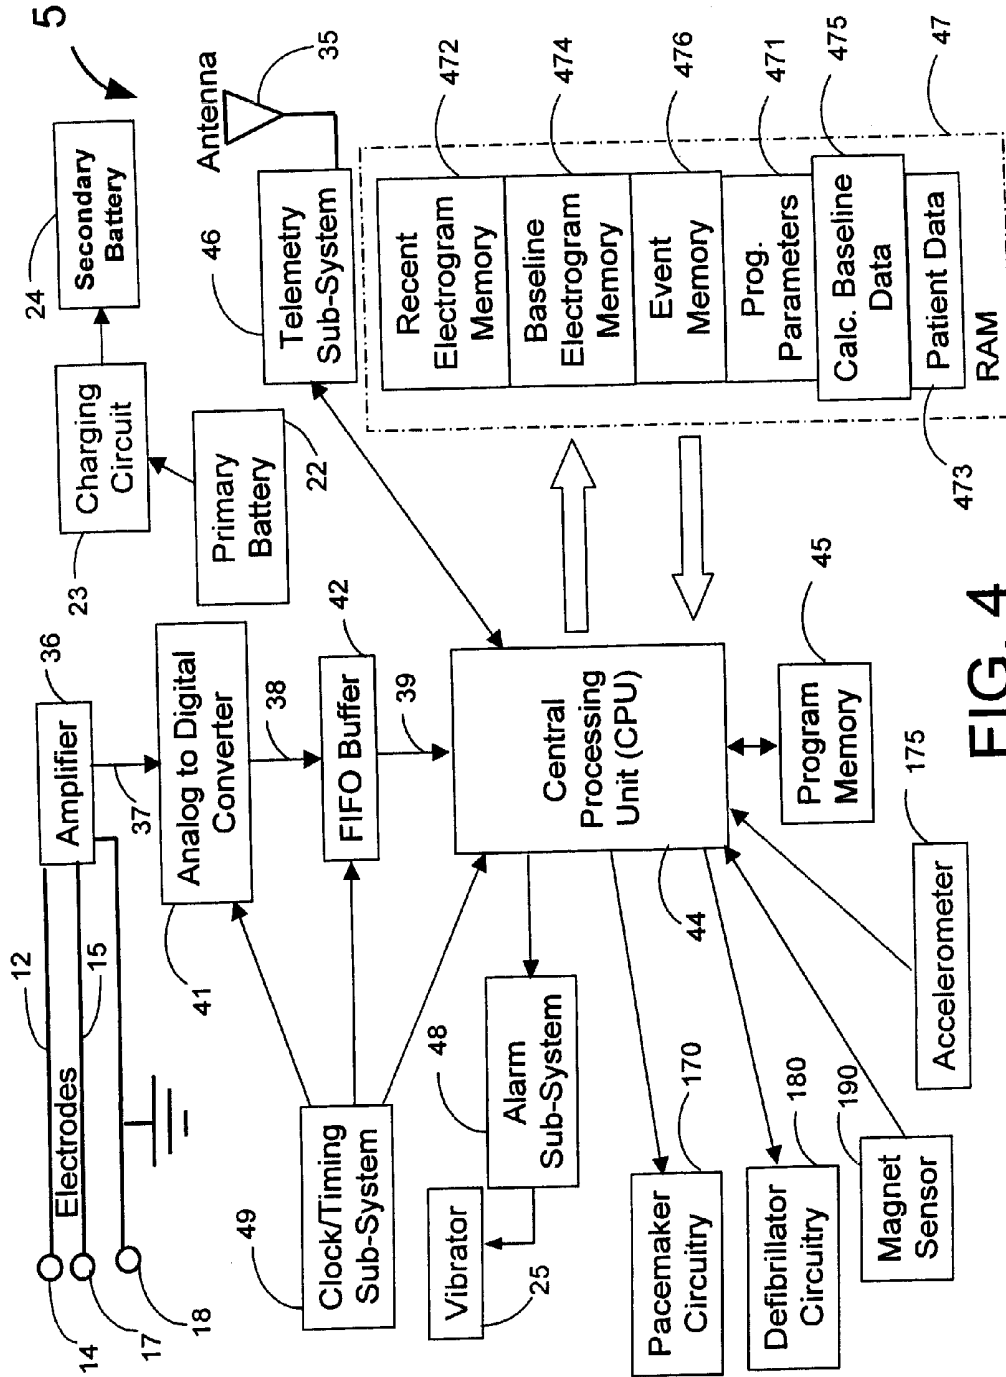 5
Electrodes
14
17
18
12
15
Amplifier
36
37
Analog to Digital
Converter
41
38
FIFO Buffer
42
39
23
Charging
Circuit
24
Secondary
Battery
Primary
Battery
22
Antenna
35
46
Telemetry
Sub-System
49
Clock/Timing
Sub-System
Vibrator
25
48
Alarm
Sub-System
Central
Processing
Unit (CPU)
44
Recent
Electrogram
Memory
472
Baseline
Electrogram
Memory
474
Event
Memory
476
Prog.
Parameters
471
Calc. Baseline
Data
475
Patient Data
473
RAM
47
Pacemaker
Circuitry
170
Defibrillator
Circuitry
180
Magnet
Sensor
190
Accelerometer
175
Program
Memory
45
FIG. 4